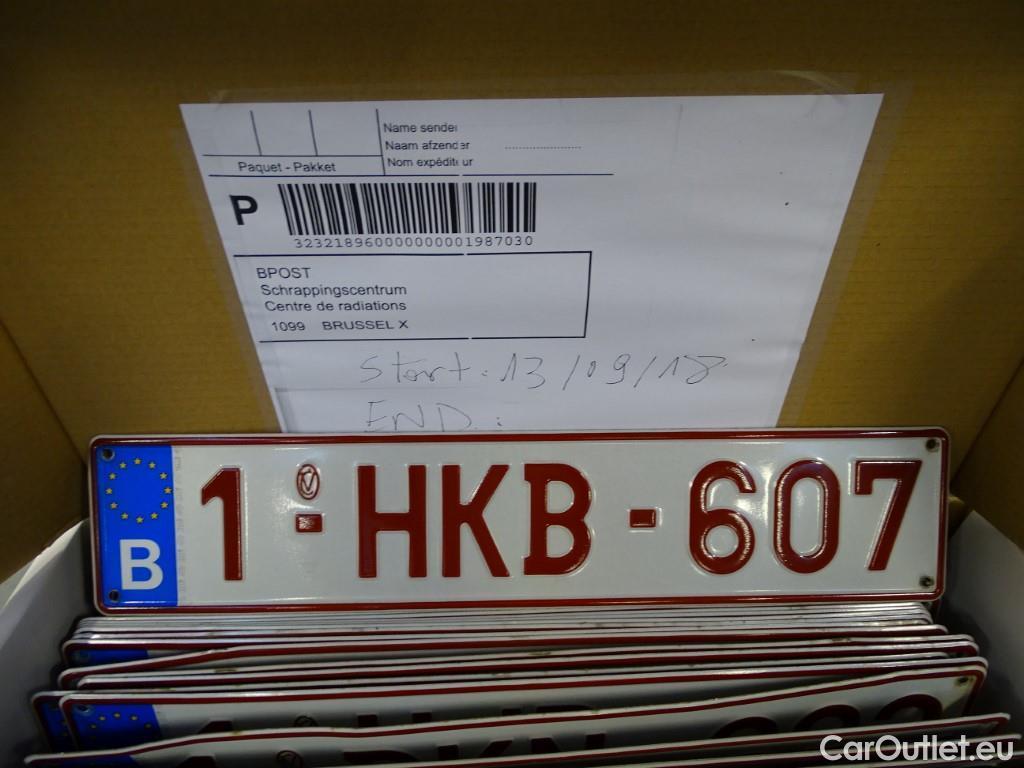 Name sender
Naam afzender
Nom expéditeur
Paquet - Pakket
P
323218960000000001987030
BPOST
Schrappingscentrum
Centre de radiations
1099 BRUSSEL X
Start: 13/09/18
END:
B
1-HKB-607
CarOutlet.eu